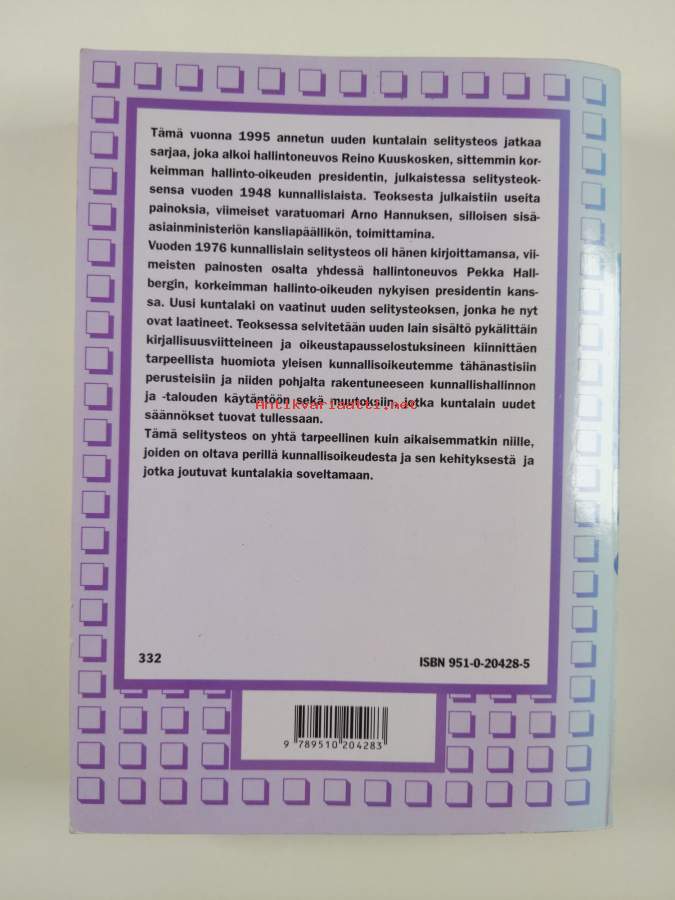 Tämä vuonna 1995 annetun uuden kuntalain selitysteos jatkaa
sarjaa, joka alkoi hallintoneuvos Reino Kuuskosken, sittemmin kor-
keimman hallinto-oikeuden presidentin, julkaistessa selitysteok-
sensa vuoden 1948 kunnallislaista. Teoksesta julkaistiin useita
painoksia, viimeiset varatuomari Arno Hannuksen, silloisen sisä-
asiainministeriön kansliapäällikön, toimittamina.
Vuoden 1976 kunnallislain selitysteos oli hänen kirjoittamansa, vii-
meisten painosten osalta yhdessä hallintoneuvos Pekka Hall-
bergin, korkeimman hallinto-oikeuden nykyisen presidentin kans-
sa. Uusi kuntalaki on vaatinut uuden selitysteoksen, jonka he nyt
ovat laatineet. Teoksessa selvitetään uuden lain sisältö pykälittäin
kirjallisuusviitteineen ja oikeustapausselostuksineen kiinnittäen
tarpeellista huomiota yleisen kunnallisoikeutemme tähänastisiin
perusteisiin ja niiden pohjalta rakentuneeseen kunnallishallinnon
ja -talouden käytäntöön sekä muutoksiin, jotka kuntalain uudet
Antikvariaatti.net
säännökset tuovat tullessaan.
Tämä selitysteos on yhtä tarpeellinen kuin aikaisemmatkin niille,
joiden on oltava perillä kunnallisoikeudesta ja sen kehityksestä ja
jotka joutuvat kuntalakia soveltamaan.
332
ISBN 951-0-20428-5
9 789510 204283